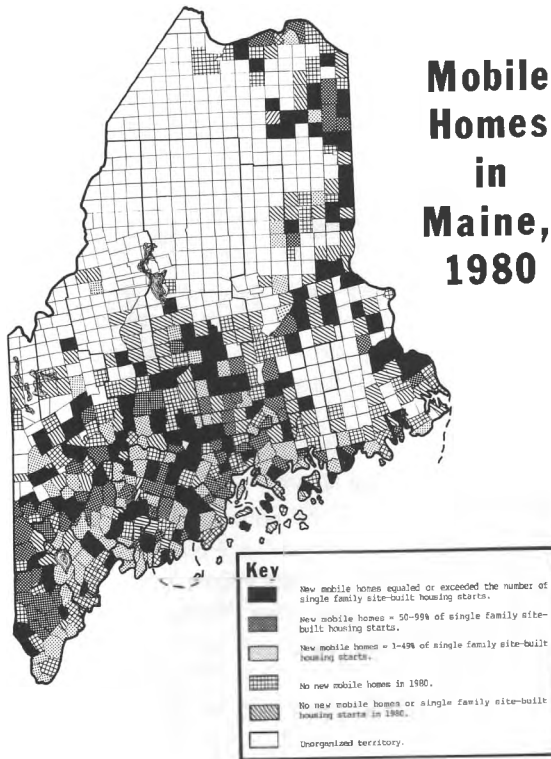 Mobile
Homes
in
Maine,
1980
Key
New mobile homes equaled or exceeded the number of
single family site-built housing starts.
New mobile homes = 50-99% of single family site-
built housing starts.
New mobile homes = 1-49% of single family site-built
housing starts.
No new mobile homes in 1980.
No new mobile homes or single family site-built
housing starts in 1980.
Unorganized territory.